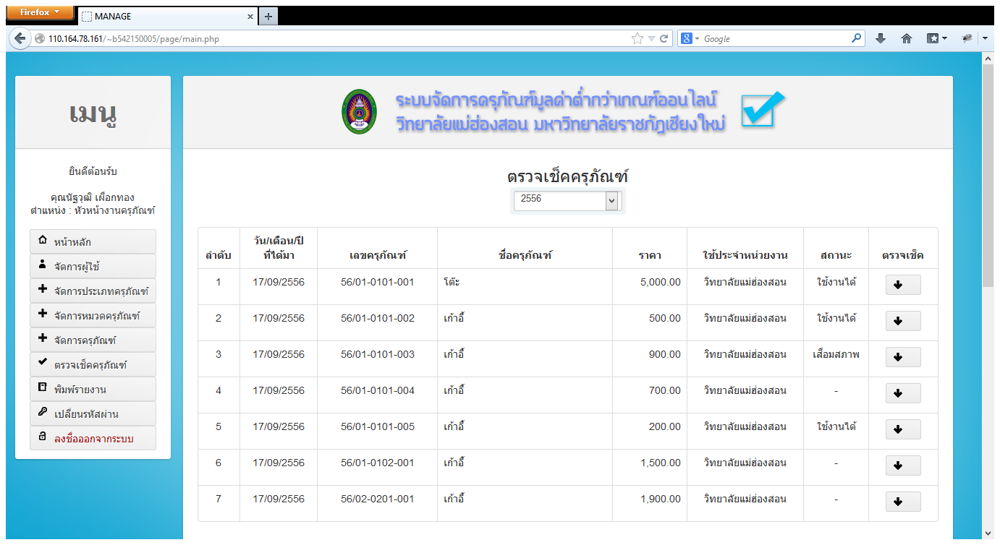 Firefox
MANAGE
110.164.78.161/~b542150005/page/main.php
Google
เมนู
ยินดีต้อนรับ
คุณนัฐวุฒิ เผือกทอง
ตำแหน่ง : หัวหน้างานครุภัณฑ์
หน้าหลัก
จัดการผู้ใช้
จัดการประเภทครุภัณฑ์
จัดการหมวดครุภัณฑ์
จัดการครุภัณฑ์
ตรวจเช็คครุภัณฑ์
พิมพ์รายงาน
เปลี่ยนรหัสผ่าน
ลงชื่อออกจากระบบ
ระบบจัดการครุภัณฑ์มูลค่าต่ำกว่าเกณฑ์ออนไลน์
วิทยาลัยแม่ฮ่องสอน มหาวิทยาลัยราชภัฏเชียงใหม่
ตรวจเช็คครุภัณฑ์
2556
ลำดับ วัน/เดือน/ปี ที่ได้มา เลขครุภัณฑ์ ชื่อครุภัณฑ์ ราคา ใช้ประจำหน่วยงาน สถานะ ตรวจเช็ค
1 17/09/2556 56/01-0101-001 โต๊ะ 5,000.00 วิทยาลัยแม่ฮ่องสอน ใช้งานได้
2 17/09/2556 56/01-0101-002 เก้าอี้ 500.00 วิทยาลัยแม่ฮ่องสอน ใช้งานได้
3 17/09/2556 56/01-0101-003 เก้าอี้ 900.00 วิทยาลัยแม่ฮ่องสอน เสื่อมสภาพ
4 17/09/2556 56/01-0101-004 เก้าอี้ 700.00 วิทยาลัยแม่ฮ่องสอน -
5 17/09/2556 56/01-0101-005 เก้าอี้ 200.00 วิทยาลัยแม่ฮ่องสอน ใช้งานได้
6 17/09/2556 56/01-0102-001 เก้าอี้ 1,500.00 วิทยาลัยแม่ฮ่องสอน -
7 17/09/2556 56/02-0201-001 เก้าอี้ 1,900.00 วิทยาลัยแม่ฮ่องสอน -